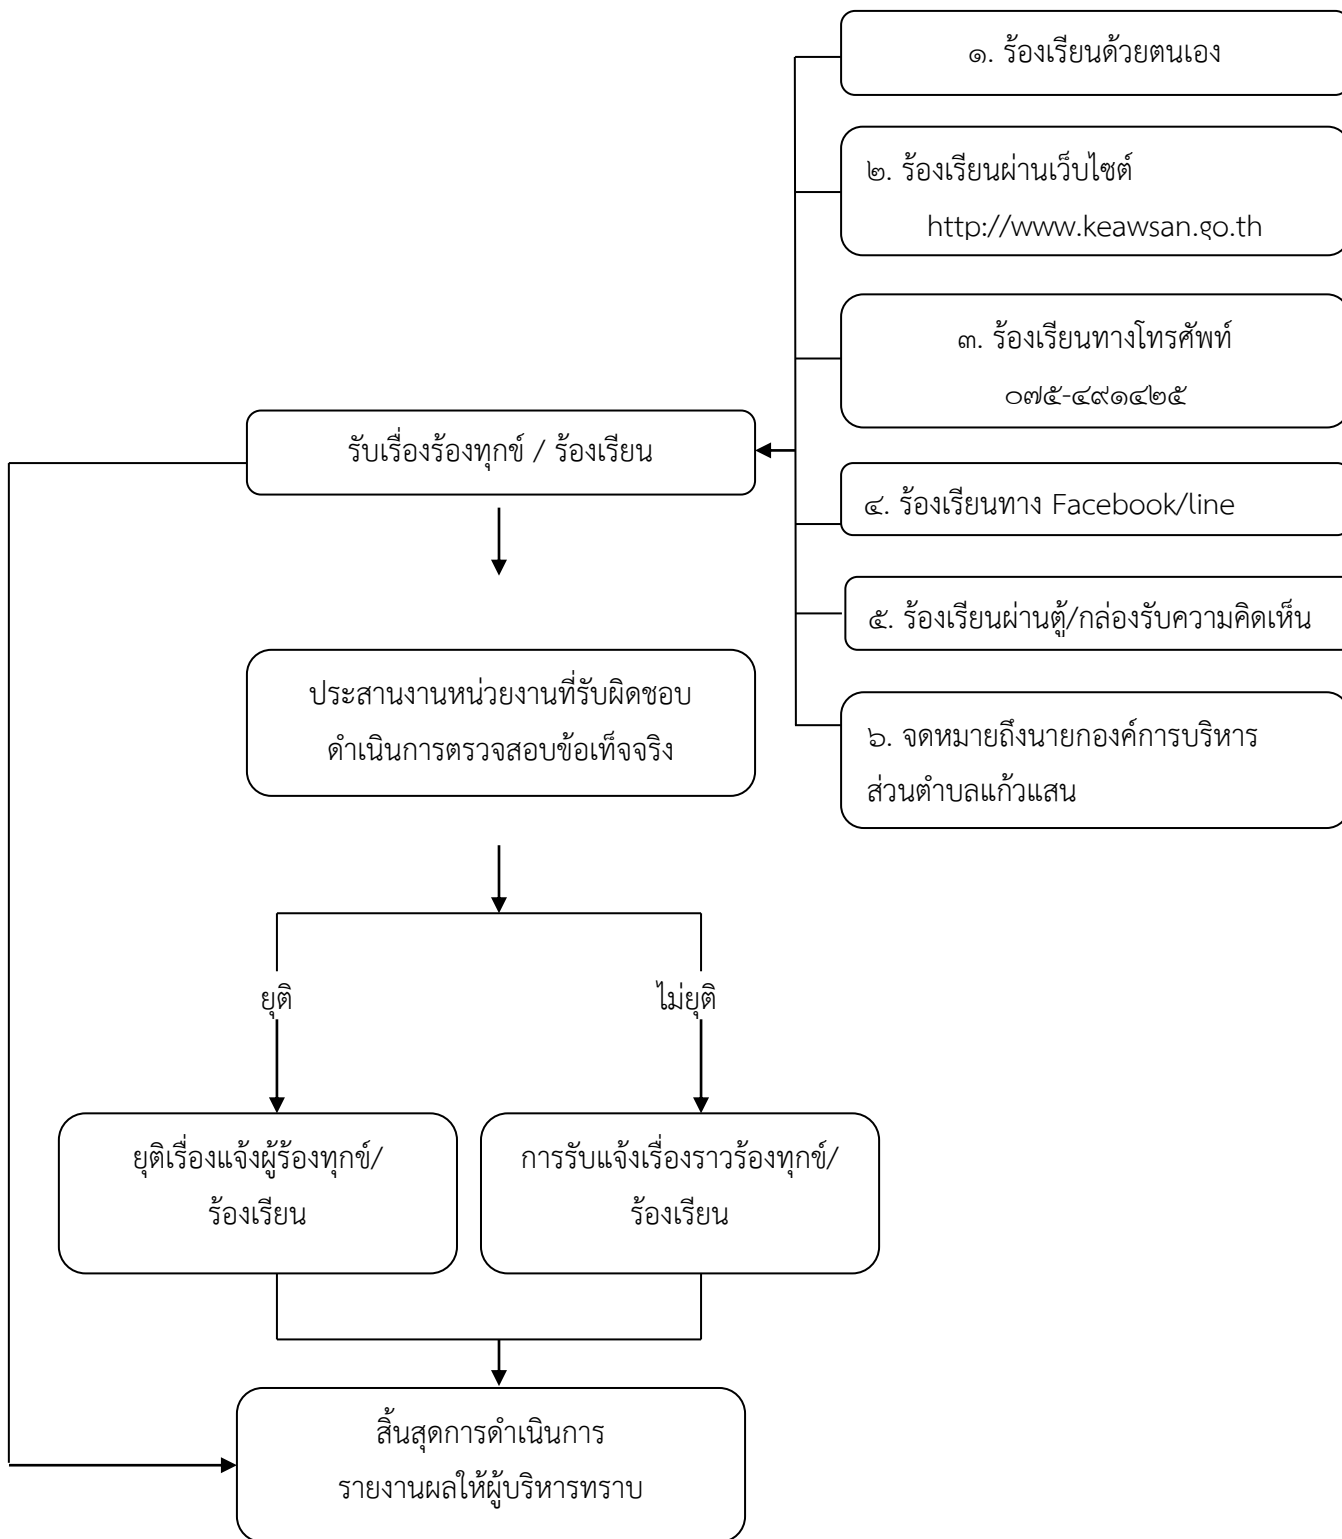 ๑. ร้องเรียนด้วยตนเอง
๒. ร้องเรียนผ่านเว็บไซต์
http://www.keawsan.go.th
๓. ร้องเรียนทางโทรศัพท์
๐๗๕-๔๙๑๔๒๕
รับเรื่องร้องทุกข์ / ร้องเรียน
๔. ร้องเรียนทาง Facebook/line
๕. ร้องเรียนผ่านตู้/กล่องรับความคิดเห็น
๖. จดหมายถึงนายกองค์การบริหาร
ส่วนตำบลแก้วแสน
ประสานงานหน่วยงานที่รับผิดชอบ
ดำเนินการตรวจสอบข้อเท็จจริง
ยุติ
ไม่ยุติ
ยุติเรื่องแจ้งผู้ร้องทุกข์/
ร้องเรียน
การรับแจ้งเรื่องราวร้องทุกข์/
ร้องเรียน
สิ้นสุดการดำเนินการ
รายงานผลให้ผู้บริหารทราบ